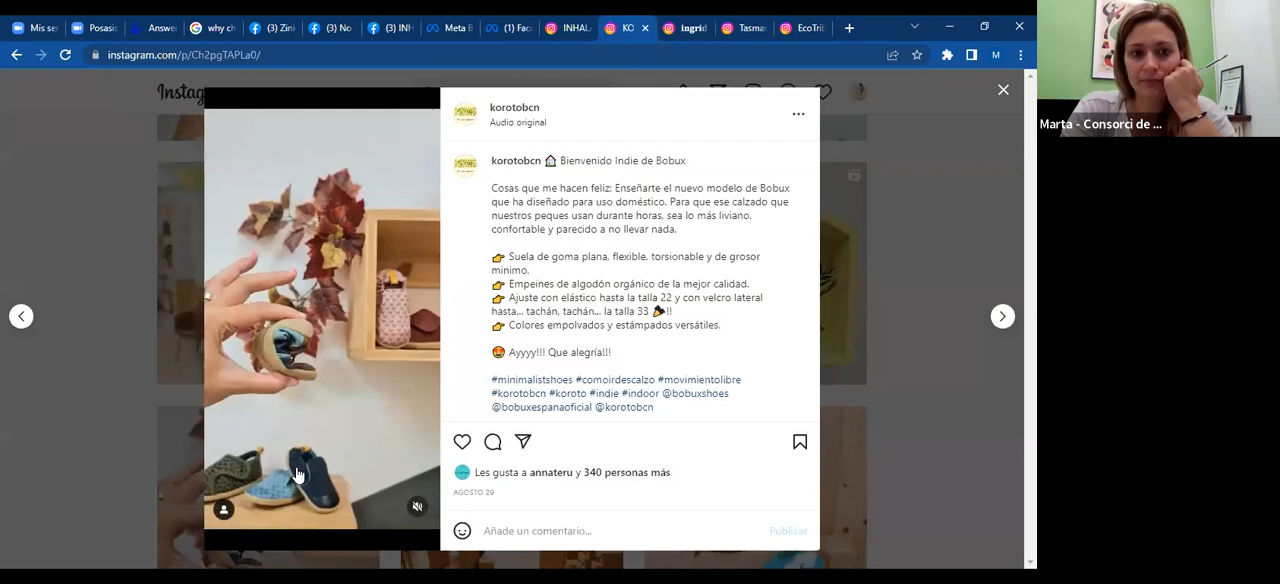 Mis se
Posasis
Answe
why ch
(3) Zin
(3) No
(3) INH
Meta B
(1) Face
INHAL
KO
ingrid
Tasma
EcoTri
instagram.com/p/Ch2pgTAPLa0/
M
Marta - Consorci de ...
Instag
korotobcn
Audio original
korotobcn 🏠 Bienvenido Indie de Bobux
Cosas que me hacen feliz: Enseñarte el nuevo modelo de Bobux
que ha diseñado para uso doméstico. Para que ese calzado que
nuestros peques usan durante horas, sea lo más liviano,
confortable y parecido a no llevar nada.
👉 Suela de goma plana, flexible, torsionable y de grosor
minimo.
👉 Empeines de algodón orgánico de la mejor calidad.
👉 Ajuste con elástico hasta la talla 22 y con velcro lateral
hasta... tachán, tachán... la talla 33 🎉!!
👉 Colores empolvados y estámpados versátiles.
🤩 Ayyyy!!! Que alegría!!!
#minimalistshoes #comoirdescalzo #movimientolibre
#korotobcn #koroto #indie #indoor @bobuxshoes
@bobuxespanaoficial @korotobcn
Les gusta a annateru y 340 personas más
AGOSTO 29
Añade un comentario...
Publicar